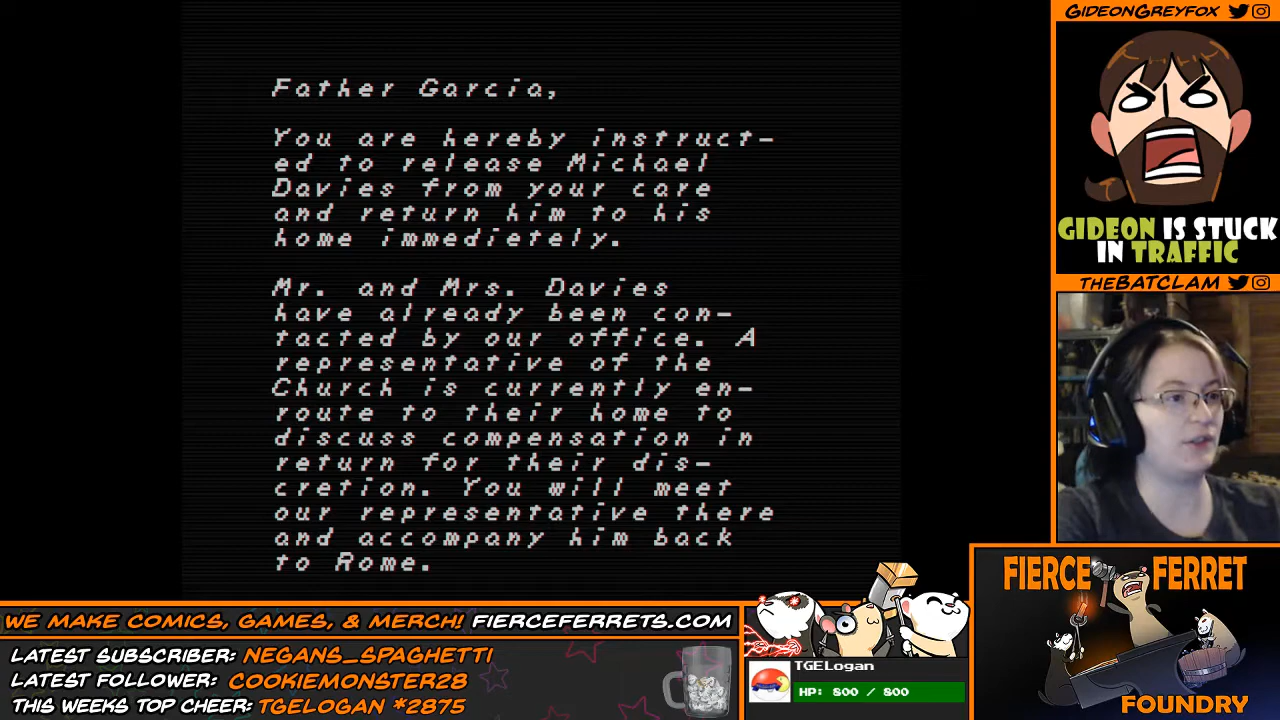 Father Garcia,
You are hereby instruct-
ed to release Michael
Davies from your care
and return him to his
home immedietely.
Mr. and Mrs. Davies
have already been con-
tacted by our office. A
representative of the
Church is currently en-
route to their home to
discuss compensation in
return for their dis-
cretion. You will meet
our representative there
and accompany him back
to Rome.
GIDEONGREYFOX
GIDEON IS STUCK
IN TRAFFIC
THEBATCLAM
FIERCE FERRET
FOUNDRY
WE MAKE COMICS, GAMES, & MERCH! FIERCEFERRETS.COM
LATEST SUBSCRIBER: NEGANS_SPAGHETTI
LATEST FOLLOWER: COOKIEMONSTER28
THIS WEEKS TOP CHEER: TGELOGAN *2875
TGELogan
HP: 800 / 800